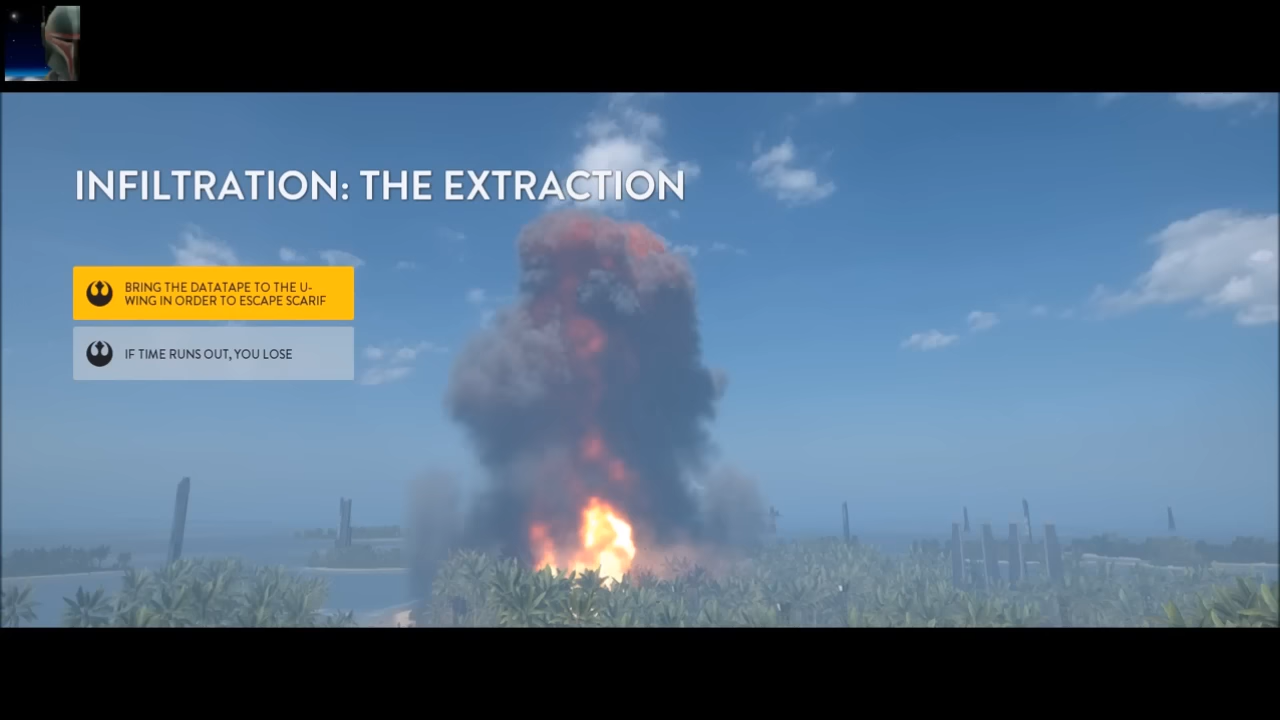 INFILTRATION: THE EXTRACTION
BRING THE DATATAPE TO THE U-
WING IN ORDER TO ESCAPE SCARIF
IF TIME RUNS OUT, YOU LOSE